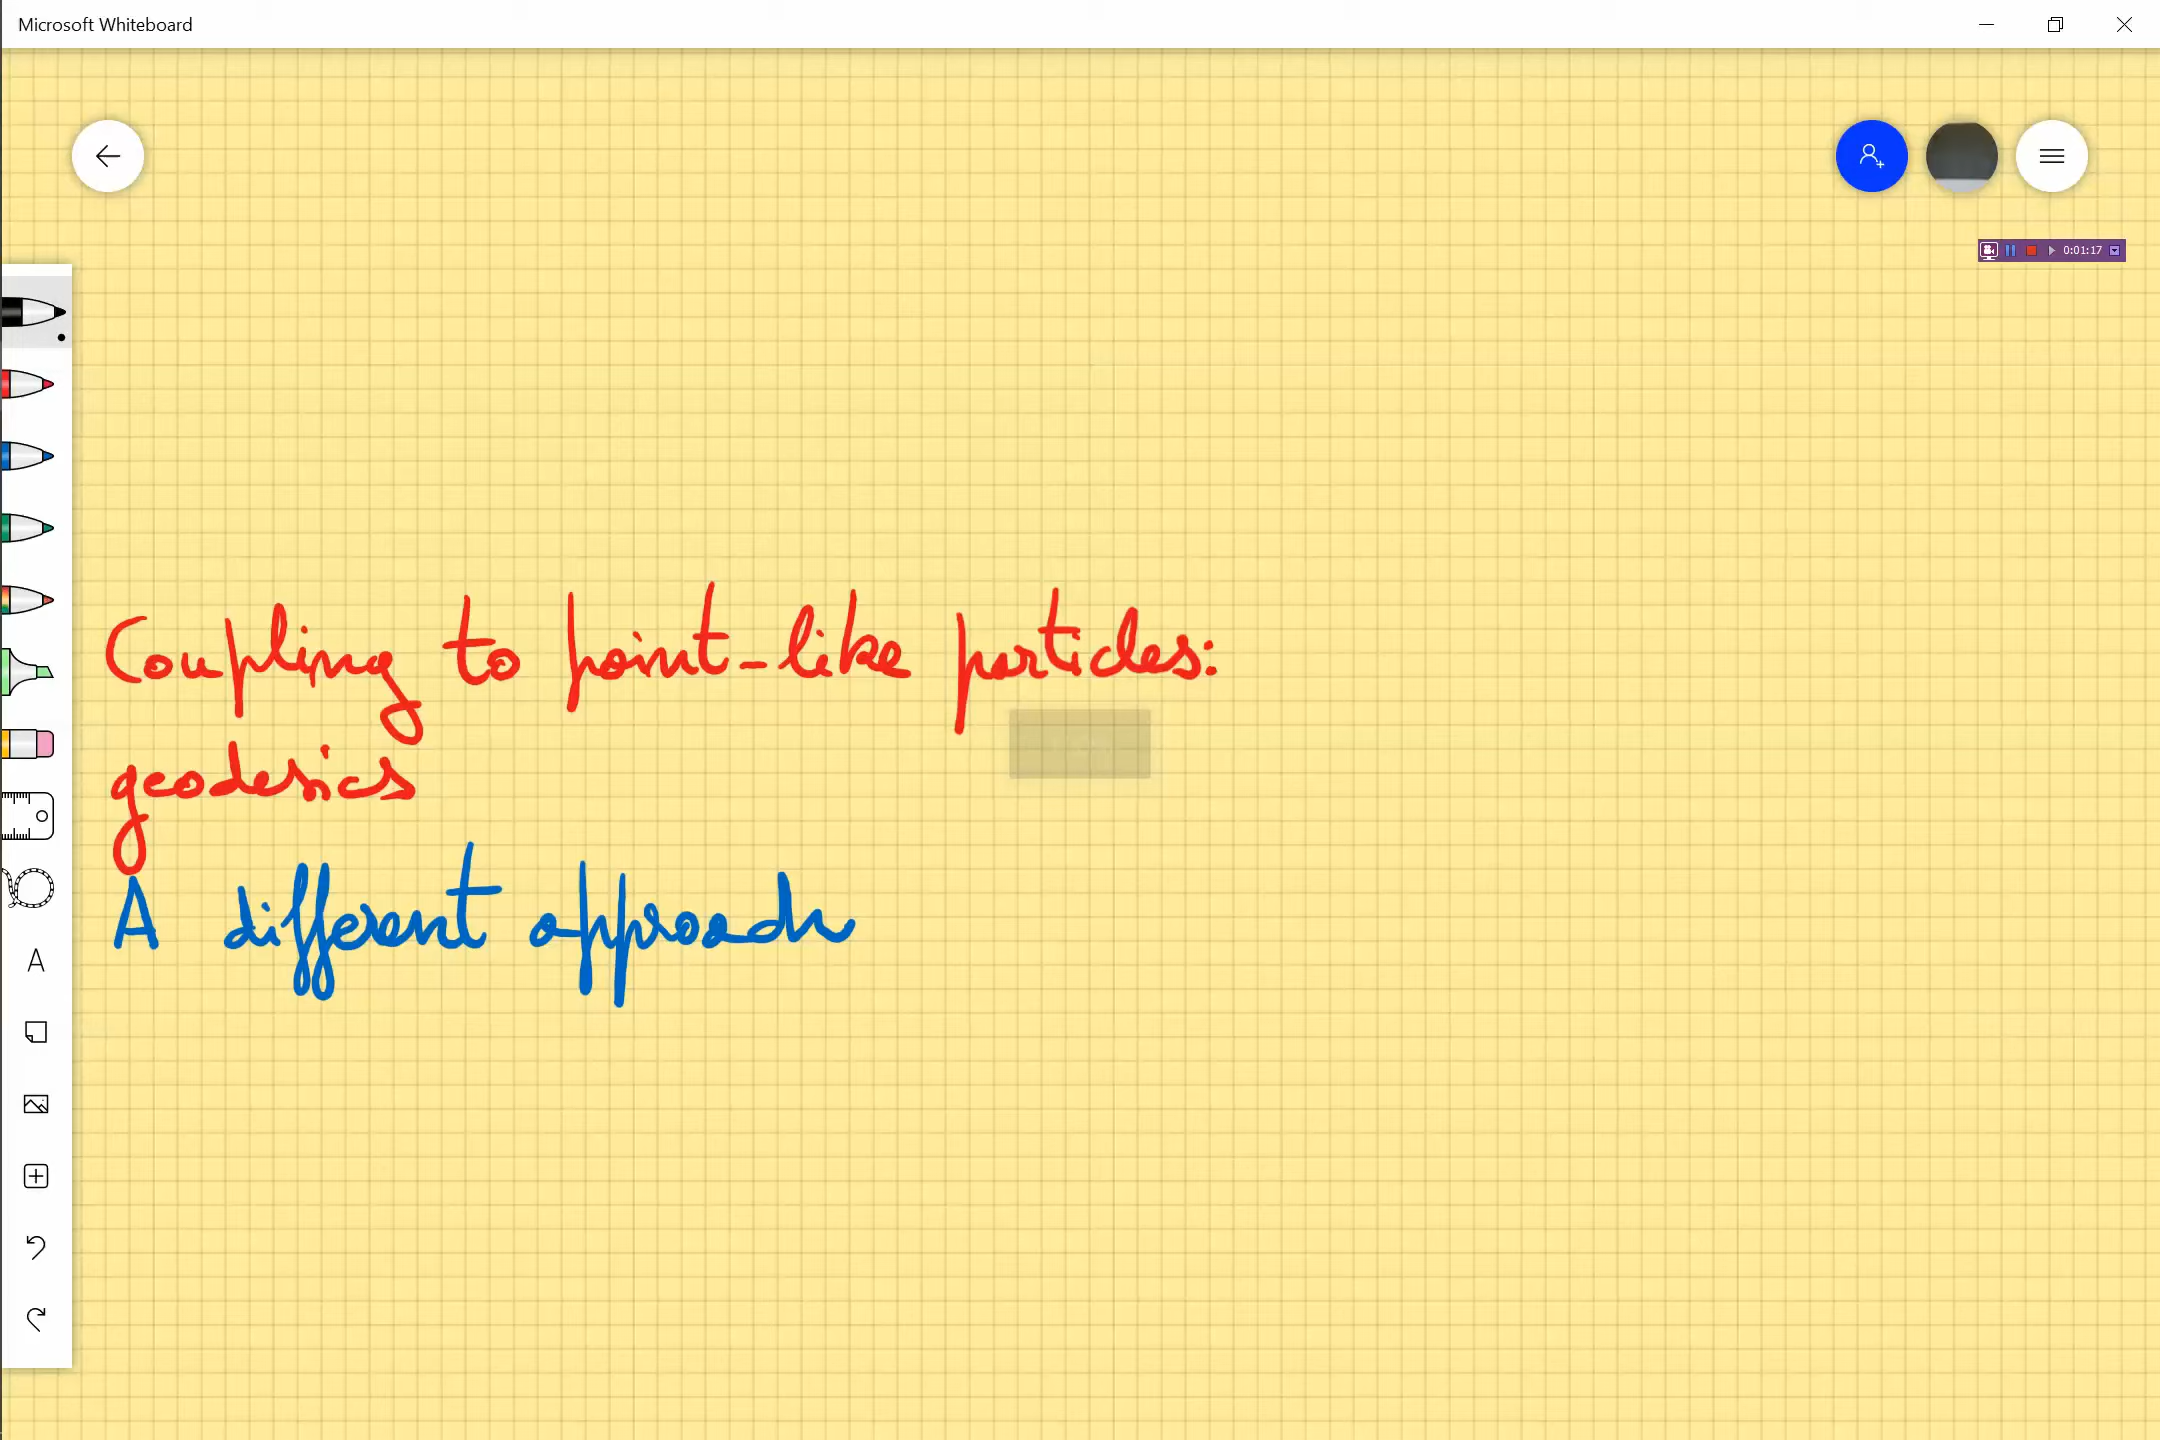 Microsoft Whiteboard
0:01:17
Coupling to point-like particles:
geodesics
A different approach
A